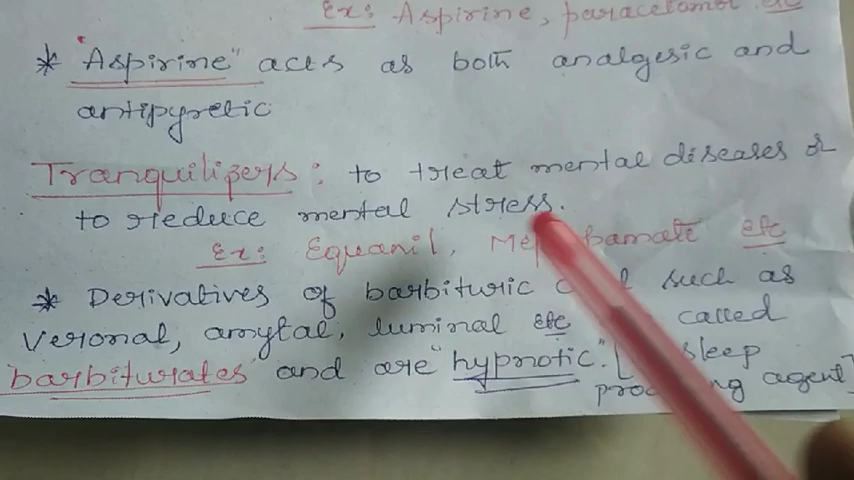 Ex: Aspirine, paracetamol etc
* "Aspirine" acts as both analgesic and
antipyretic
Tranquilizers: to treat mental diseases or
to reduce mental stress.
Ex: Equanil, Mep bamate etc
* Derivatives of barbituric such as
Veronal, amytal, luminal etc called
barbiturates and are "hypnotic". [ sleep
agent]